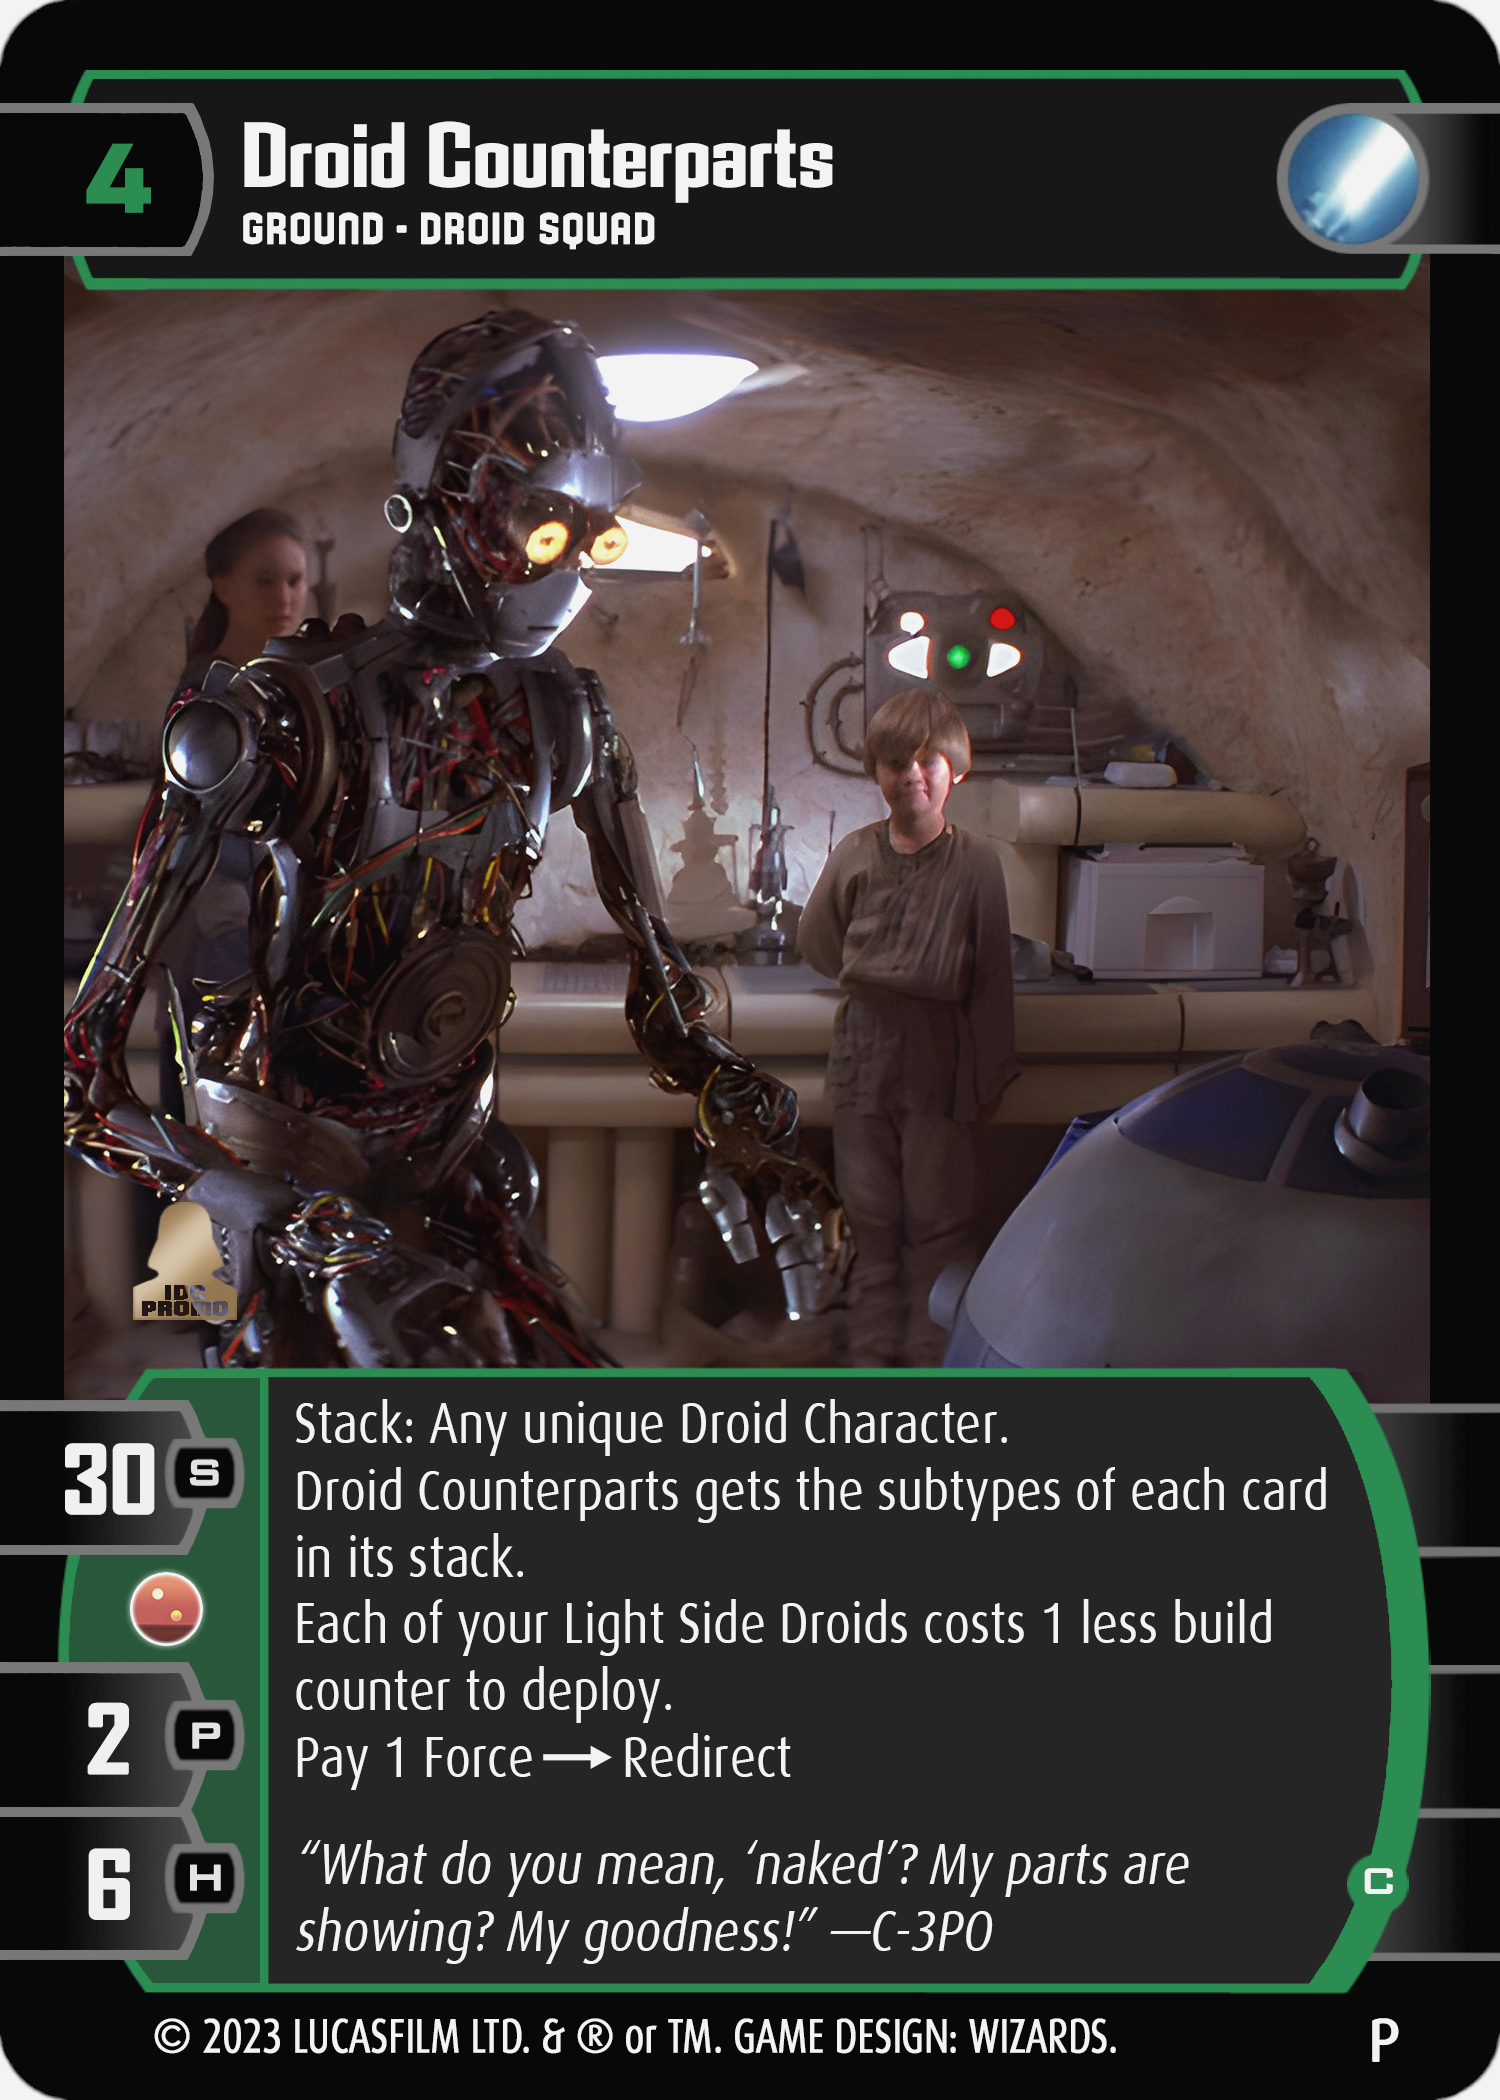 4
Droid Counterparts
GROUND - DROID SQUAD
IDC
PROMO
30 S
Stack: Any unique Droid Character.
Droid Counterparts gets the subtypes of each card
in its stack.
Each of your Light Side Droids costs 1 less build
counter to deploy.
2 P
Pay 1 Force → Redirect
6 H
“What do you mean, ‘naked’? My parts are
showing? My goodness!” —C-3PO
C
© 2023 LUCASFILM LTD. & ® or TM. GAME DESIGN: WIZARDS.
P